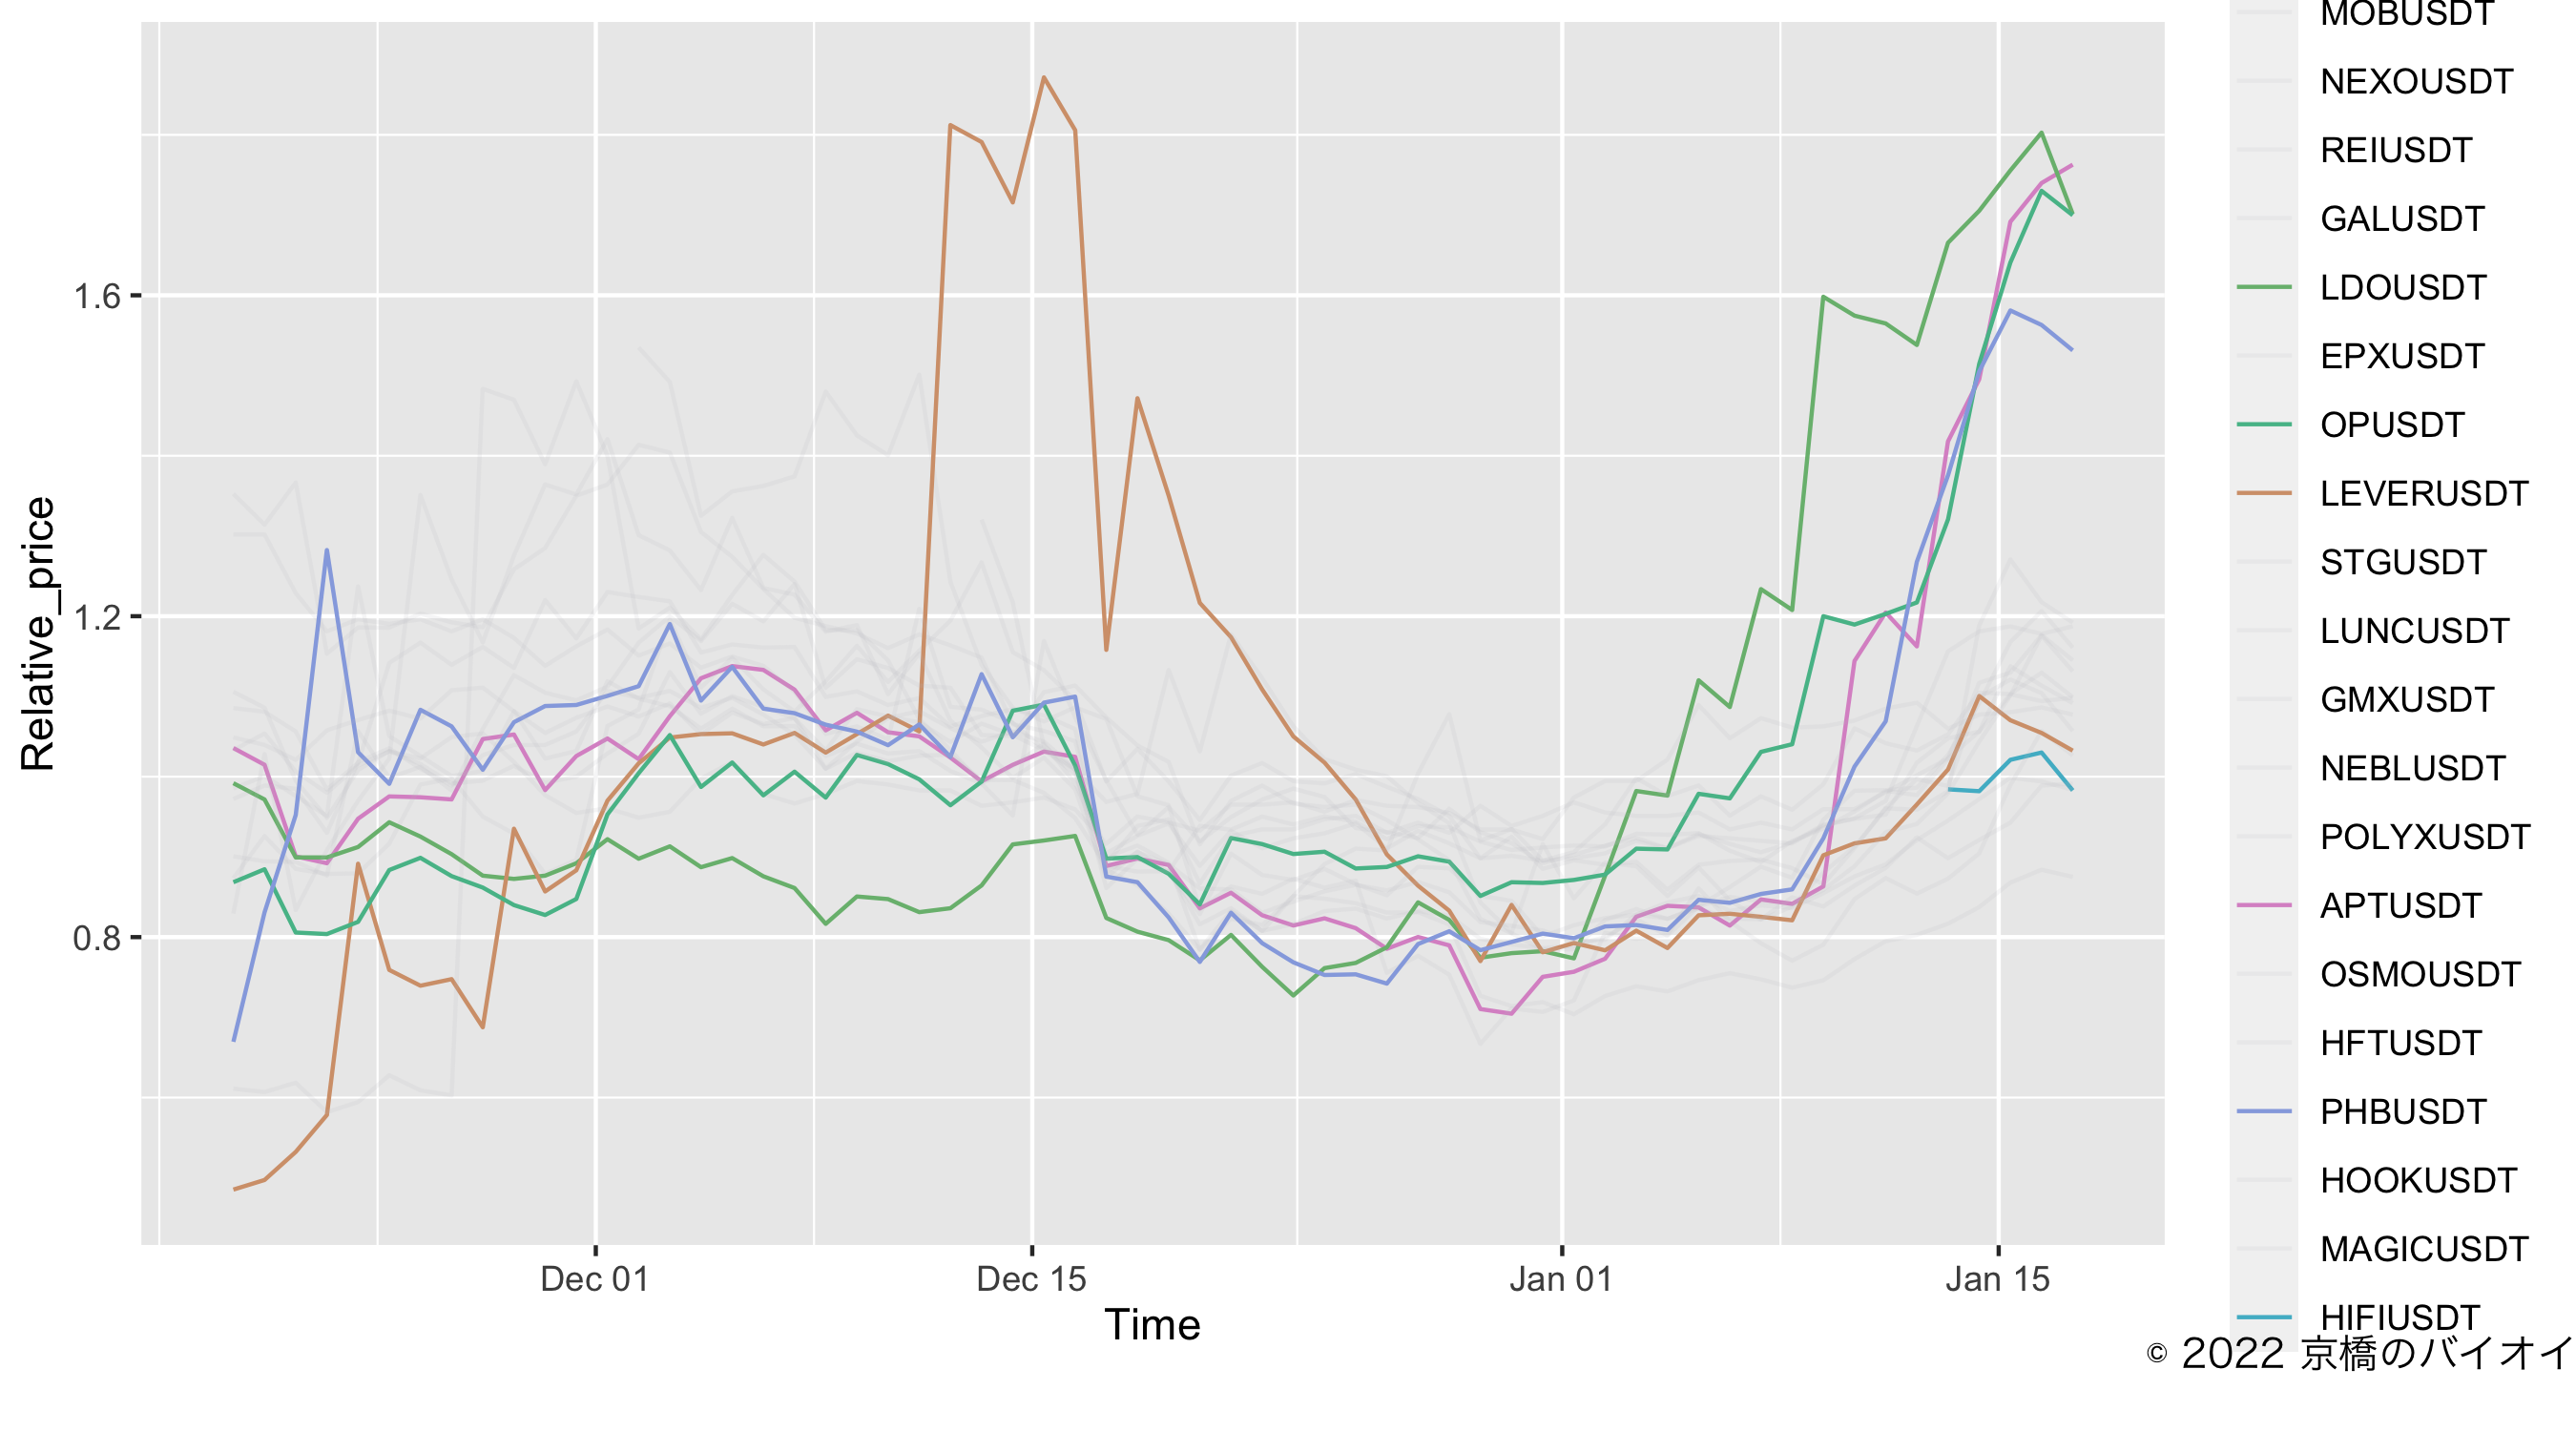 Relative_price
1.6
1.2
0.8
Dec 01
Dec 15
Jan 01
Jan 15
Time
MOBUSDT
NEXOUSDT
REIUSDT
GALUSDT
LDOUSDT
EPXUSDT
OPUSDT
LEVERUSDT
STGUSDT
LUNCUSDT
GMXUSDT
NEBLUSDT
POLYXUSDT
APTUSDT
OSMOUSDT
HFTUSDT
PHBUSDT
HOOKUSDT
MAGICUSDT
HIFIUSDT
© 2022 京橋のバイオイ